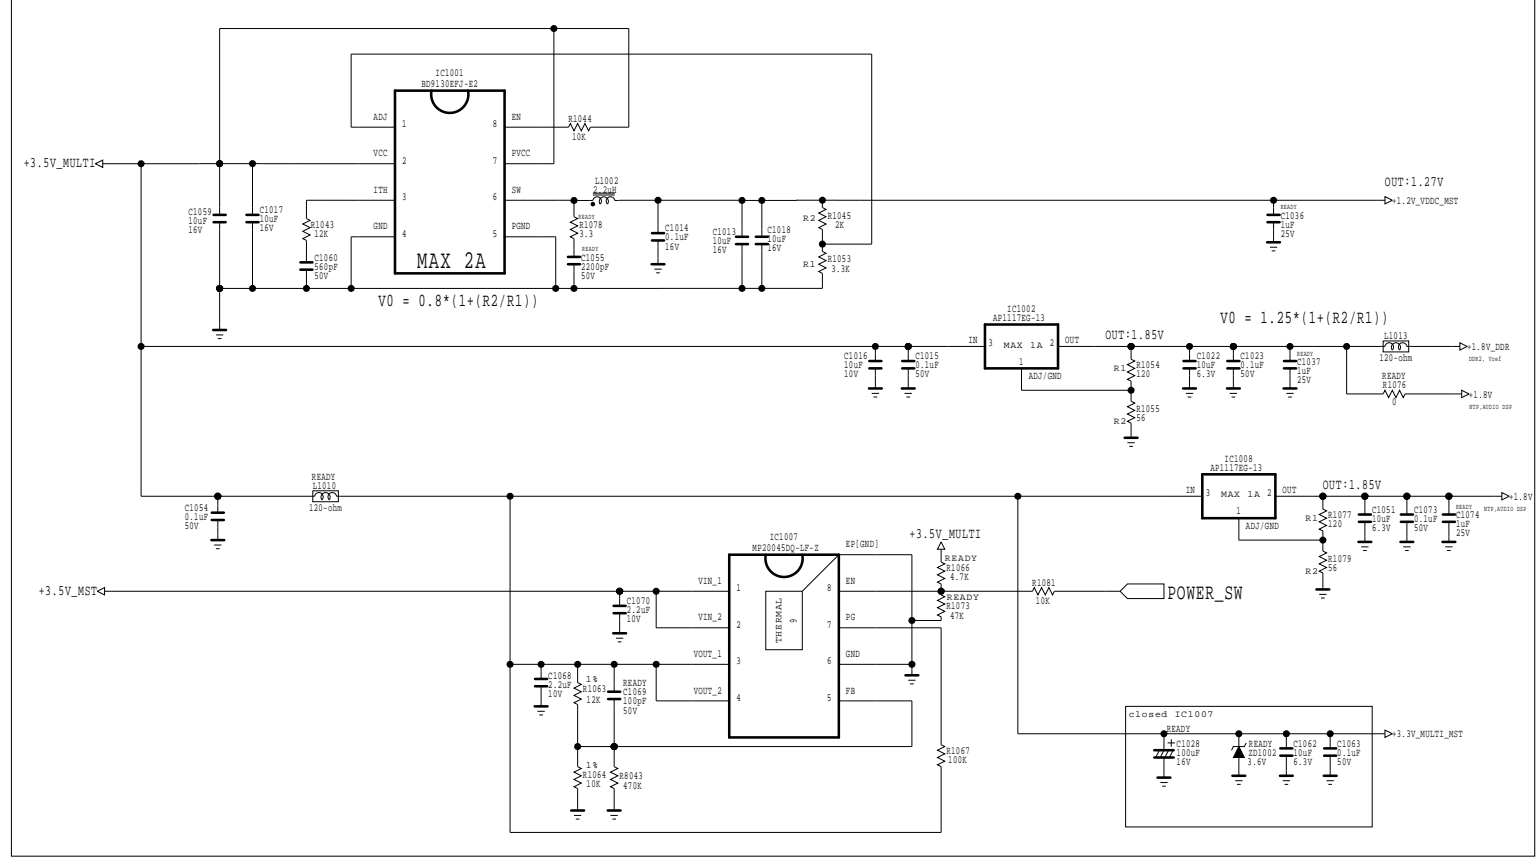 IC1001
BD9130EFJ-E2
ADJ
1
VCC
2
ITH
3
GND
4
EN
8
PVCC
7
SW
6
PGND
5
MAX 2A
R1044
10K
+3.5V_MULTI
C1059
10uF
16V
C1017
10uF
16V
R1043
12K
C1060
560pF
50V
L1002
2.2uH
READY
R1078
3.3
READY
C1055
2200pF
50V
C1014
0.1uF
16V
C1013
10uF
16V
C1018
10uF
16V
R2
R1045
2K
R1
R1053
3.3K
READY
C1036
1uF
25V
OUT:1.27V
+1.2V_VDDC_MST
V0 = 0.8*(1+(R2/R1))
IC1002
AP1117EG-13
IN
3
MAX 1A
2
OUT
1
ADJ/GND
C1016
10uF
10V
C1015
0.1uF
50V
OUT:1.85V
V0 = 1.25*(1+(R2/R1))
R1
R1054
120
R2
R1055
56
C1022
10uF
6.3V
C1023
0.1uF
50V
READY
C1037
1uF
25V
L1013
120-ohm
READY
R1076
0
+1.8V_DDR
DDR2, Vref
+1.8V
NTP,AUDIO DSP
IC1008
AP1117EG-13
IN
3
MAX 1A
2
OUT
1
ADJ/GND
OUT:1.85V
R1
R1077
120
R2
R1079
56
C1051
10uF
6.3V
C1073
0.1uF
50V
READY
C1074
1uF
25V
+1.8V
NTP,AUDIO DSP
READY
L1010
120-ohm
C1054
0.1uF
50V
IC1007
MP20045DQ-LF-Z
EP[GND]
VIN_1
1
VIN_2
2
VOUT_1
3
VOUT_2
4
EN
8
PG
7
GND
6
FB
5
THERMAL
9
+3.5V_MULTI
READY
R1066
4.7K
READY
R1073
47K
R1081
10K
POWER_SW
+3.5V_MST
C1070
2.2uF
10V
C1068
2.2uF
10V
1%
R1063
12K
READY
C1069
100pF
50V
1%
R1064
10K
R8043
470K
R1067
100K
closed IC1007
READY
+
C1028
100uF
16V
READY
ZD1002
3.6V
C1062
10uF
6.3V
C1063
0.1uF
50V
+3.3V_MULTI_MST